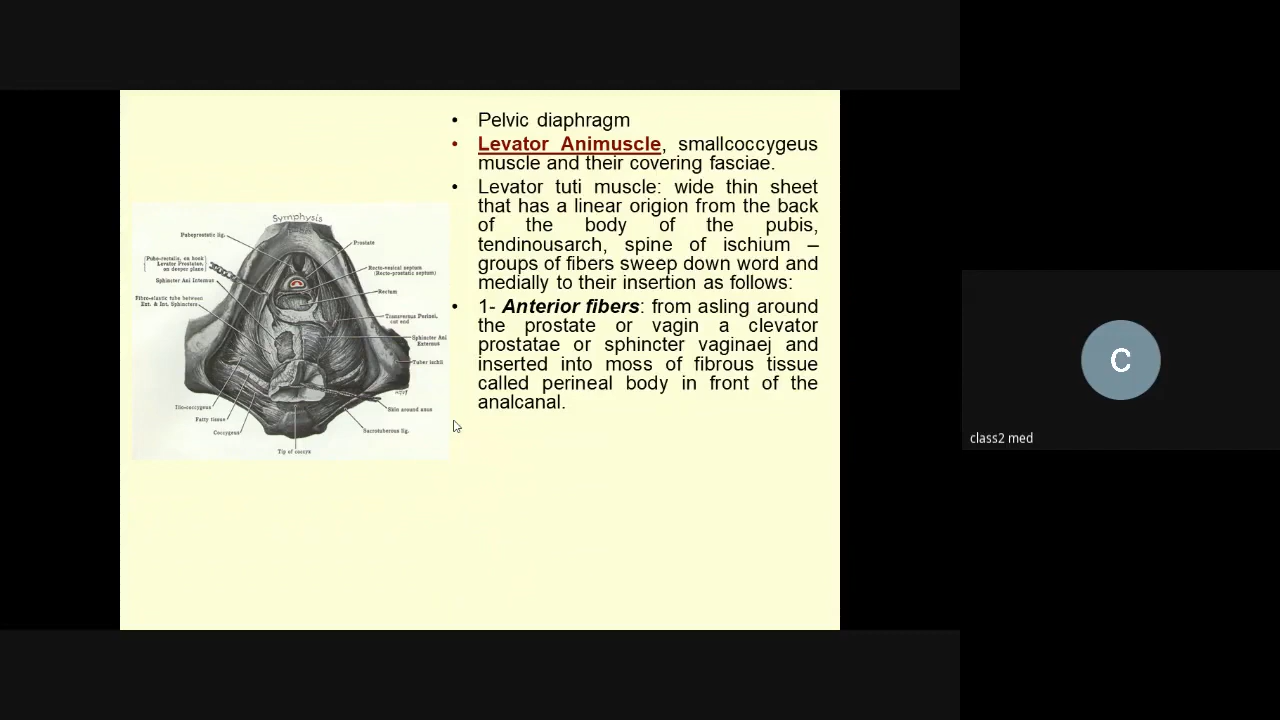 • Pelvic diaphragm
• Levator Animuscle, smallcoccygeus
muscle and their covering fasciae.
• Levator tuti muscle: wide thin sheet
that has a linear origion from the back
of the body of the pubis,
tendinousarch, spine of ischium –
groups of fibers sweep down word and
medially to their insertion as follows:
• 1- Anterior fibers: from asling around
the prostate or vagin a clevator
prostatae or sphincter vaginaej and
inserted into moss of fibrous tissue
called perineal body in front of the
analcanal.
Symphysis
Puboprostatic lig.
Prostate
(Pubo-rectalis, on hook)
Levator Prostatae,
on deeper plane
Recto-vesical septum
(Recto-prostatic septum)
Sphincter Ani Internus
Rectum
Fibro-elastic tube between
Ext. & Int. Sphincters
Transversus Perinei,
cut end
Sphincter Ani
Externus
Tuber ischii
Ilio-coccygeus
Fatty tissue
Coccygeus
Skin around anus
Sacrotuberous lig.
Tip of coccyx
C
class2 med